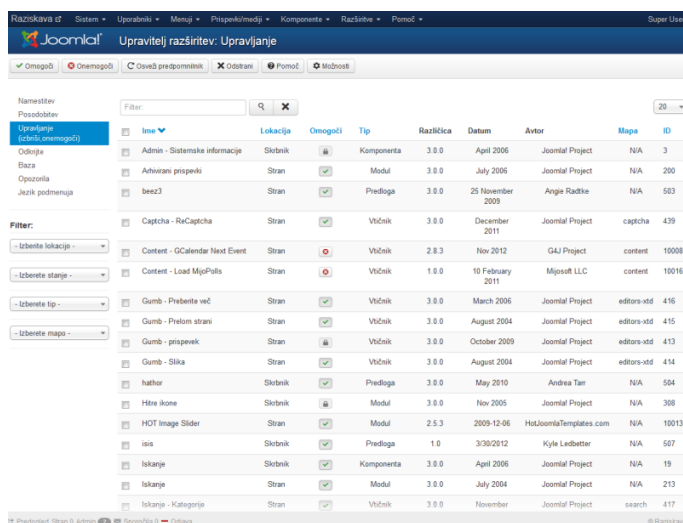 Raziskava Sistem Uporabniki Menuji Prispevki/mediji Komponente Razširitve Pomoč Super Use
Joomla! Upravitelj razširitev: Upravljanje
Omogoči Onemogoči Osveži predpomnilnik Odstrani Pomoč Možnosti
Namestitev
Posodobitev
Upravljanje
(izbriši,onemogoči)
Odkrijte
Baza
Opozorila
Jezik podmenuja
Filter:
- Izberite lokacijo -
- Izberete stanje -
- Izberete tip -
- Izberete mapo -
Filter:
20
Ime Lokacija Omogoči Tip Različica Datum Avtor Mapa ID
Admin - Sistemske informacije Skrbnik Komponenta 3.0.0 April 2006 Joomla! Project N/A 3
Arhivirani prispevki Stran Modul 3.0.0 July 2006 Joomla! Project N/A 200
beez3 Stran Predloga 3.0.0 25 November
2009 Angie Radtke N/A 503
Captcha - ReCaptcha Stran Vtičnik 3.0.0 December
2011 Joomla! Project captcha 439
Content - GCalendar Next Event Stran Vtičnik 2.8.3 Nov 2012 G4J Project content 10008
Content - Load MijoPolls Stran Vtičnik 1.0.0 10 February
2011 Mijosoft LLC content 10016
Gumb - Preberite več Stran Vtičnik 3.0.0 March 2006 Joomla! Project editors-xtd 416
Gumb - Prelom strani Stran Vtičnik 3.0.0 August 2004 Joomla! Project editors-xtd 415
Gumb - prispevek Stran Vtičnik 3.0.0 October 2009 Joomla! Project editors-xtd 413
Gumb - Slika Stran Vtičnik 3.0.0 August 2004 Joomla! Project editors-xtd 414
hathor Skrbnik Predloga 3.0.0 May 2010 Andrea Tarr N/A 504
Hitre ikone Skrbnik Modul 3.0.0 Nov 2005 Joomla! Project N/A 308
HOT Image Slider Stran Modul 2.5.3 2009-12-06 HotJoomlaTemplates.com N/A 10013
isis Skrbnik Predloga 1.0 3/30/2012 Kyle Ledbetter N/A 507
Iskanje Skrbnik Komponenta 3.0.0 April 2006 Joomla! Project N/A 19
Iskanje Stran Modul 3.0.0 July 2004 Joomla! Project N/A 213
Iskanje - Kategorije Stran Vtičnik 3.0.0 November Joomla! Project search 417
Stran 0 Admin Odjava